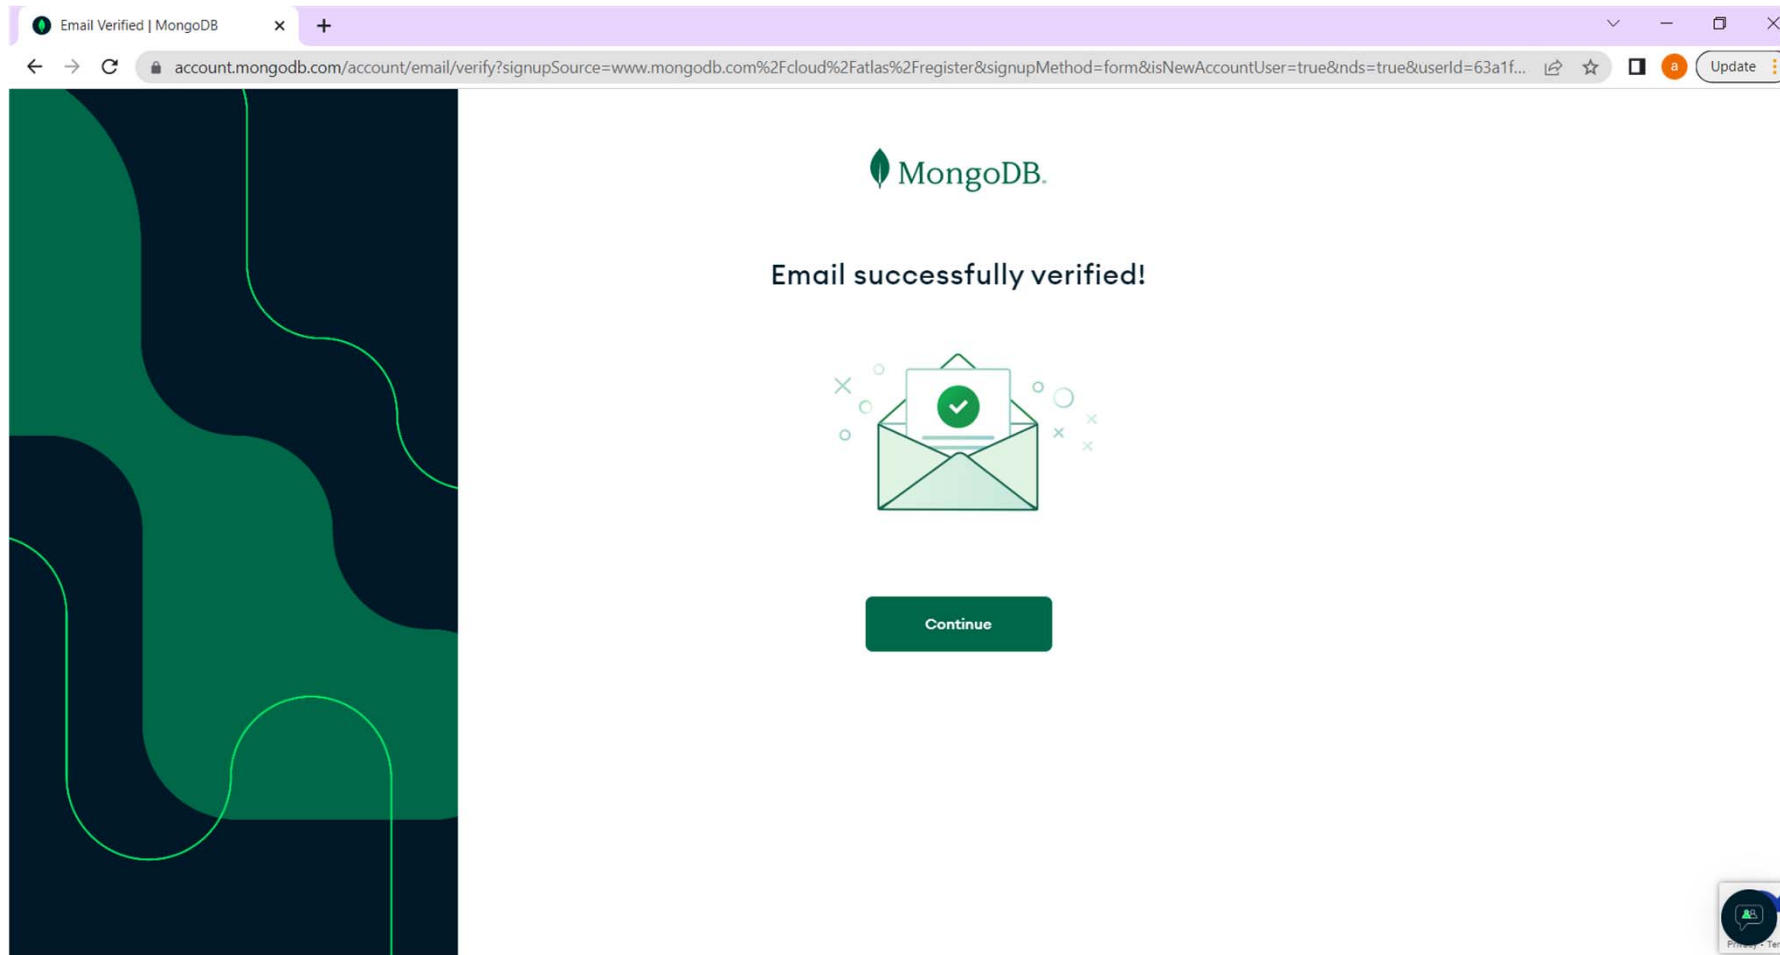 Email Verified | MongoDB
account.mongodb.com/account/email/verify?signupSource=www.mongodb.com%2Fcloud%2Fatlas%2Fregister&signupMethod=form&isNewAccountUser=true&nds=true&userId=63a1f...
a
Update
MongoDB.
Email successfully verified!
Continue